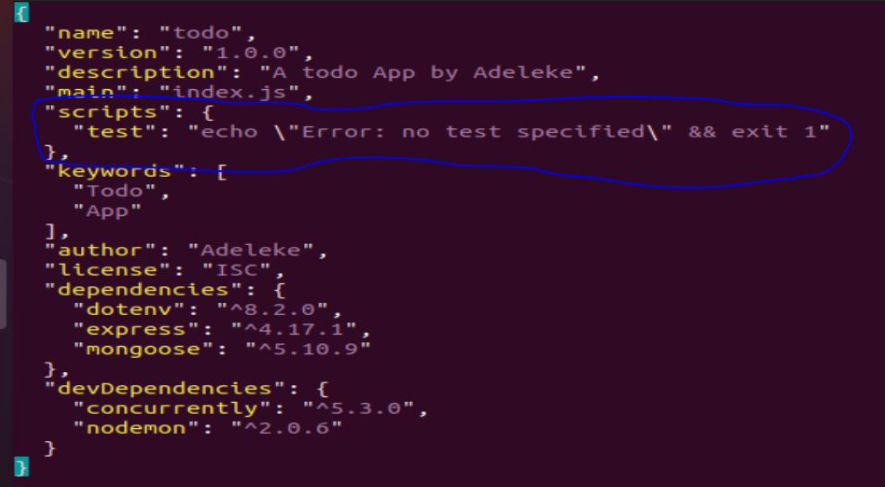 {
  "name": "todo",
  "version": "1.0.0",
  "description": "A todo App by Adeleke",
  "main": "index.js",
  "scripts": {
    "test": "echo \"Error: no test specified\" && exit 1"
  },
  "keywords": [
    "Todo",
    "App"
  ],
  "author": "Adeleke",
  "license": "ISC",
  "dependencies": {
    "dotenv": "^8.2.0",
    "express": "^4.17.1",
    "mongoose": "^5.10.9"
  },
  "devDependencies": {
    "concurrently": "^5.3.0",
    "nodemon": "^2.0.6"
  }
}